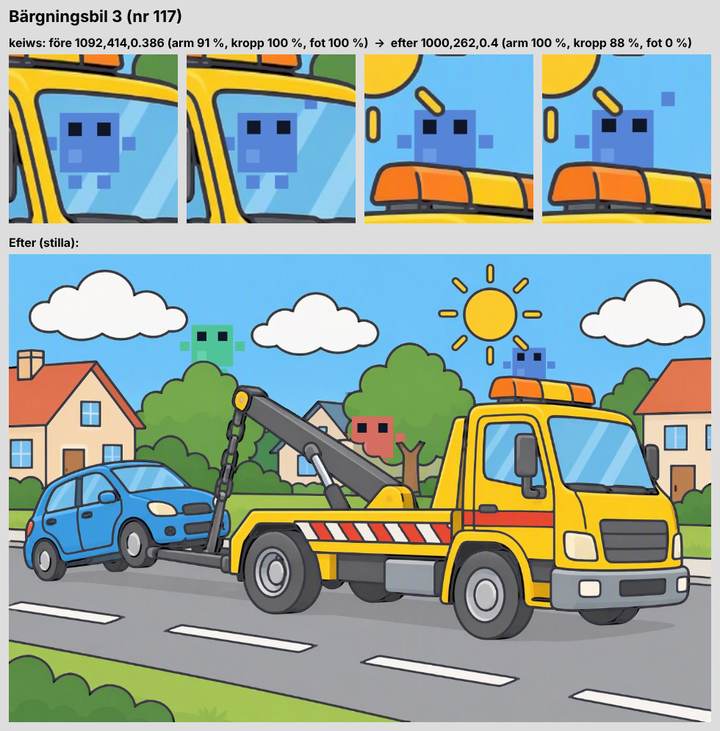 Bärgningsbil 3 (nr 117)
keiws: före 1092,414,0.386 (arm 91 %, kropp 100 %, fot 100 %) → efter 1000,262,0.4 (arm 100 %, kropp 88 %, fot 0 %)
Efter (stilla):